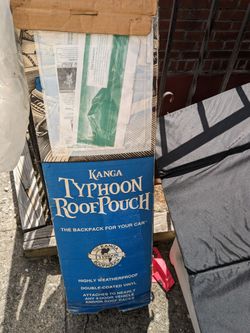 KANGA
TYPHOON
ROOFPOUCH
THE BACKPACK FOR YOUR CAR
HIGHLY WEATHERPROOF
DOUBLE-COATED VINYL
ATTACHES TO NEARLY
ANY 4-DOOR VEHICLE